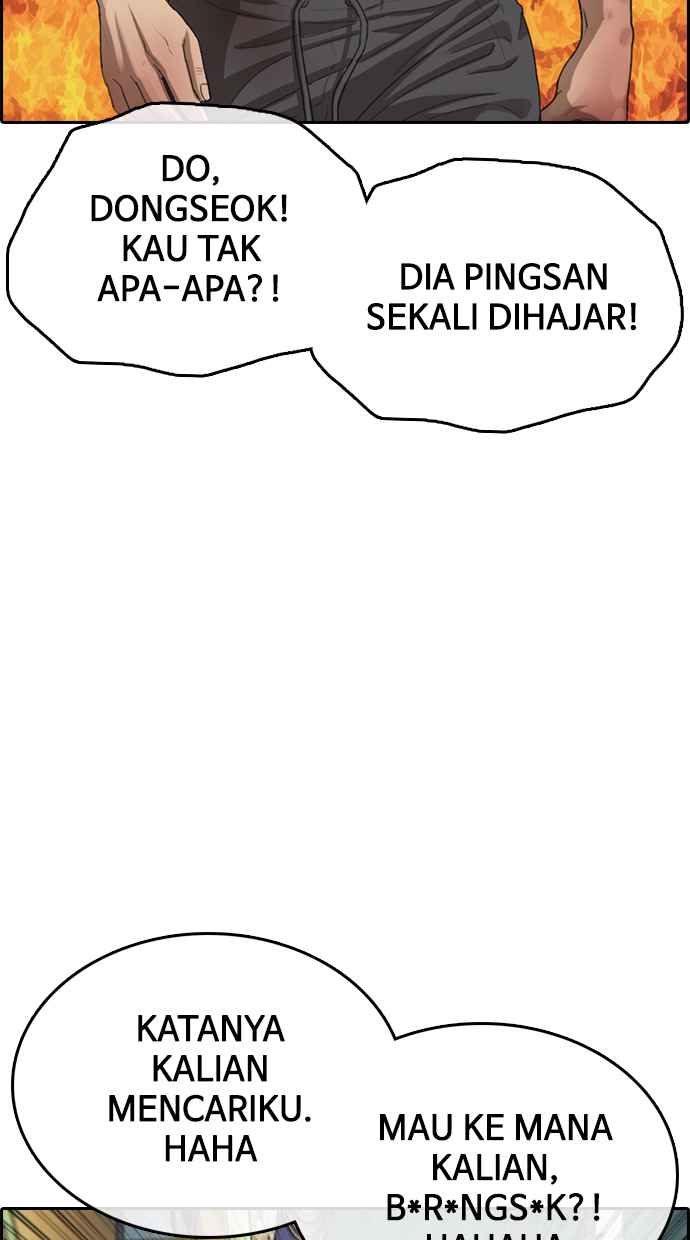 DO,
DONGSEOK!
KAU TAK
APA-APA?!
DIA PINGSAN
SEKALI DIHAJAR!
KATANYA
KALIAN
MENCARIKU.
HAHA
MAU KE MANA
KALIAN,
B*R*NGS*K?!
HAHAHA